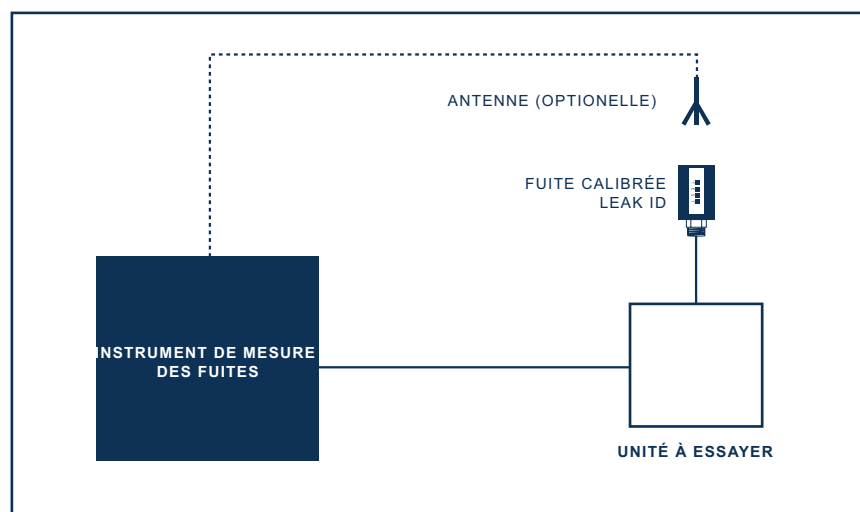 ANTENNE (OPTIONELLE)
FUITE CALIBRÉE
LEAK ID
INSTRUMENT DE MESURE
DES FUITES
UNITÉ À ESSAYER